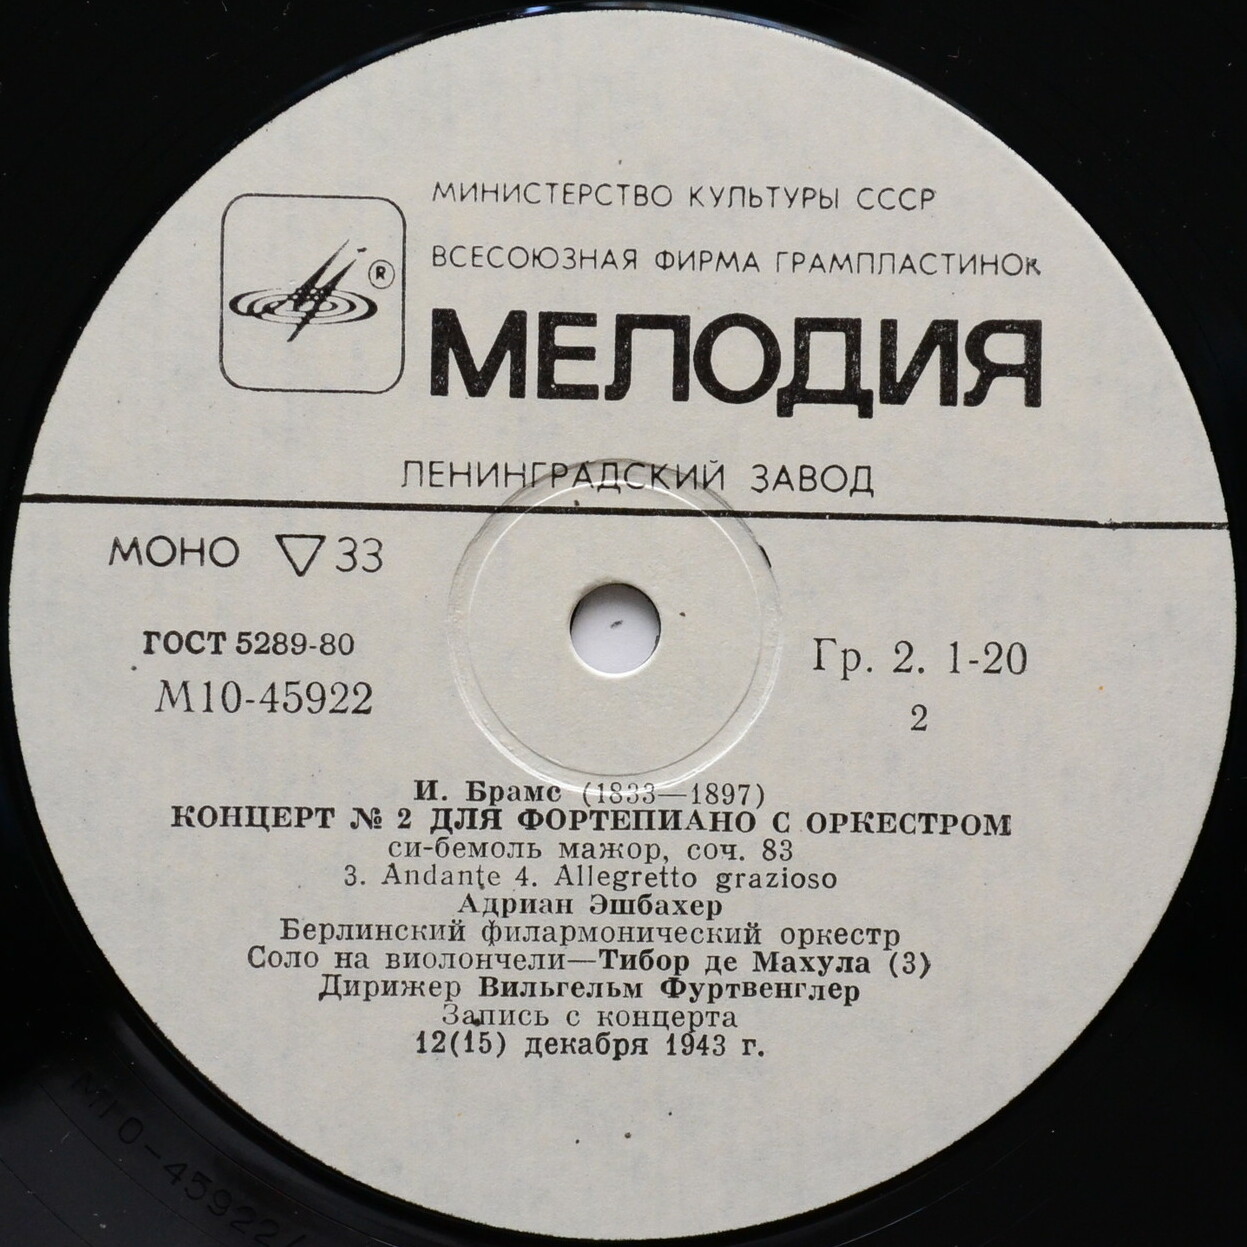 МИНИСТЕРСТВО КУЛЬТУРЫ СССР
ВСЕСОЮЗНАЯ ФИРМА ГРАМПЛАСТИНОК
®
МЕЛОДИЯ
ЛЕНИНГРАДСКИЙ ЗАВОД
МОНО ▽ 33
ГОСТ 5289-80
М10-45922
Гр. 2. 1-20
2
И. Брамс (1833—1897)
КОНЦЕРТ № 2 ДЛЯ ФОРТЕПИАНО С ОРКЕСТРОМ
си-бемоль мажор, соч. 83
3. Andante 4. Allegretto grazioso
Адриан Эшбахер
Берлинский филармонический оркестр
Соло на виолончели—Тибор де Махула (3)
Дирижер Вильгельм Фуртвенглер
Запись с концерта
12(15) декабря 1943 г.
М10-45922/